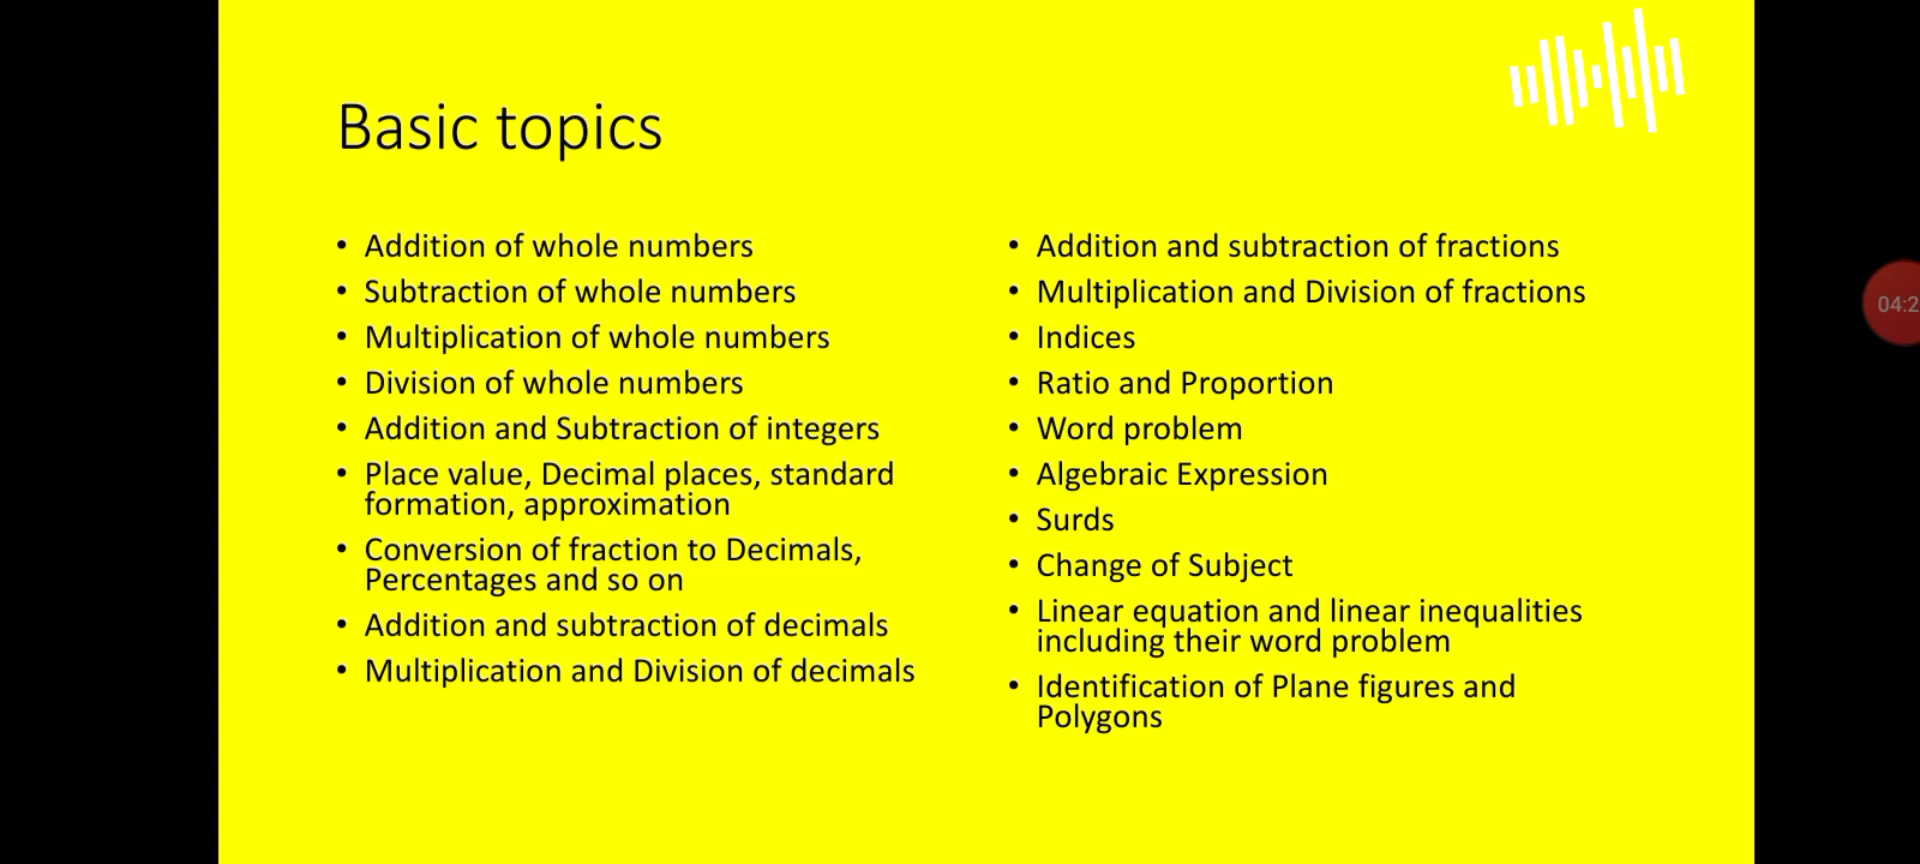 Basic topics
• Addition of whole numbers
• Subtraction of whole numbers
• Multiplication of whole numbers
• Division of whole numbers
• Addition and Subtraction of integers
• Place value, Decimal places, standard
formation, approximation
• Conversion of fraction to Decimals,
Percentages and so on
• Addition and subtraction of decimals
• Multiplication and Division of decimals
• Addition and subtraction of fractions
• Multiplication and Division of fractions
• Indices
• Ratio and Proportion
• Word problem
• Algebraic Expression
• Surds
• Change of Subject
• Linear equation and linear inequalities
including their word problem
• Identification of Plane figures and
Polygons
04:2